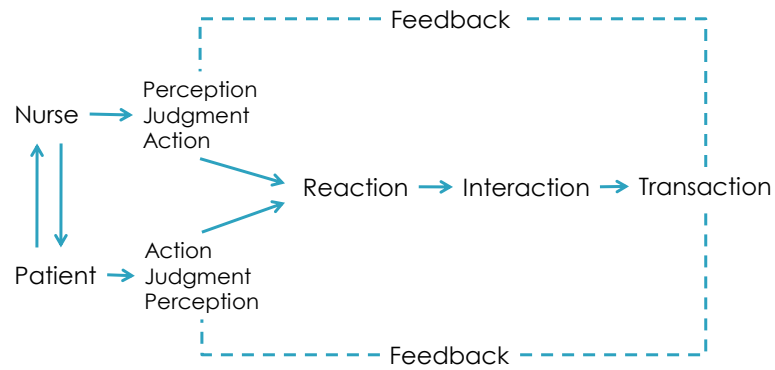 Feedback
Perception
Judgment
Action
Nurse
Reaction
Interaction
Transaction
Action
Judgment
Perception
Patient
Feedback